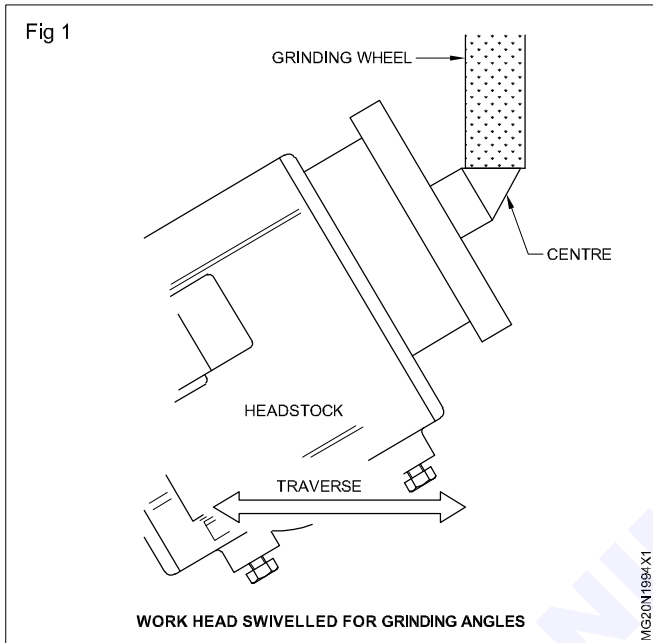 Fig 1
GRINDING WHEEL
CENTRE
HEADSTOCK
TRAVERSE
WORK HEAD SWIVELLED FOR GRINDING ANGLES
MG20N1994X1